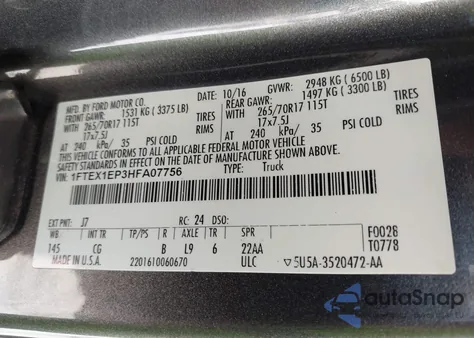 MFD. BY FORD MOTOR CO.
10/16 GVWR: 2948 KG ( 6500 LB)
FRONT GAWR: 1531 KG ( 3375 LB) REAR GAWR: 1497 KG ( 3300 LB)
WITH 265/70R17 115T TIRES WITH 265/70R17 115T TIRES
17x7.5J RIMS 17x7.5J RIMS
AT 240 kPa/ 35 PSI COLD AT 240 kPa/ 35 PSI COLD
THIS VEHICLE CONFORMS TO ALL APPLICABLE FEDERAL MOTOR VEHICLE
SAFETY STANDARDS IN EFFECT ON THE DATE OF MANUFACTURE SHOWN ABOVE.
VIN: 1FTEX1EP3HFA07756 TYPE: Truck
EXT PNT: J7 RC: 24 DSO:
WB INT TR TP/PS R AXLE TR SPR F0026
145 CG B L9 6 22AA T0778
MADE IN U.S.A. 2201610060670 ULC 5U5A-3520472-AA
autoSnap